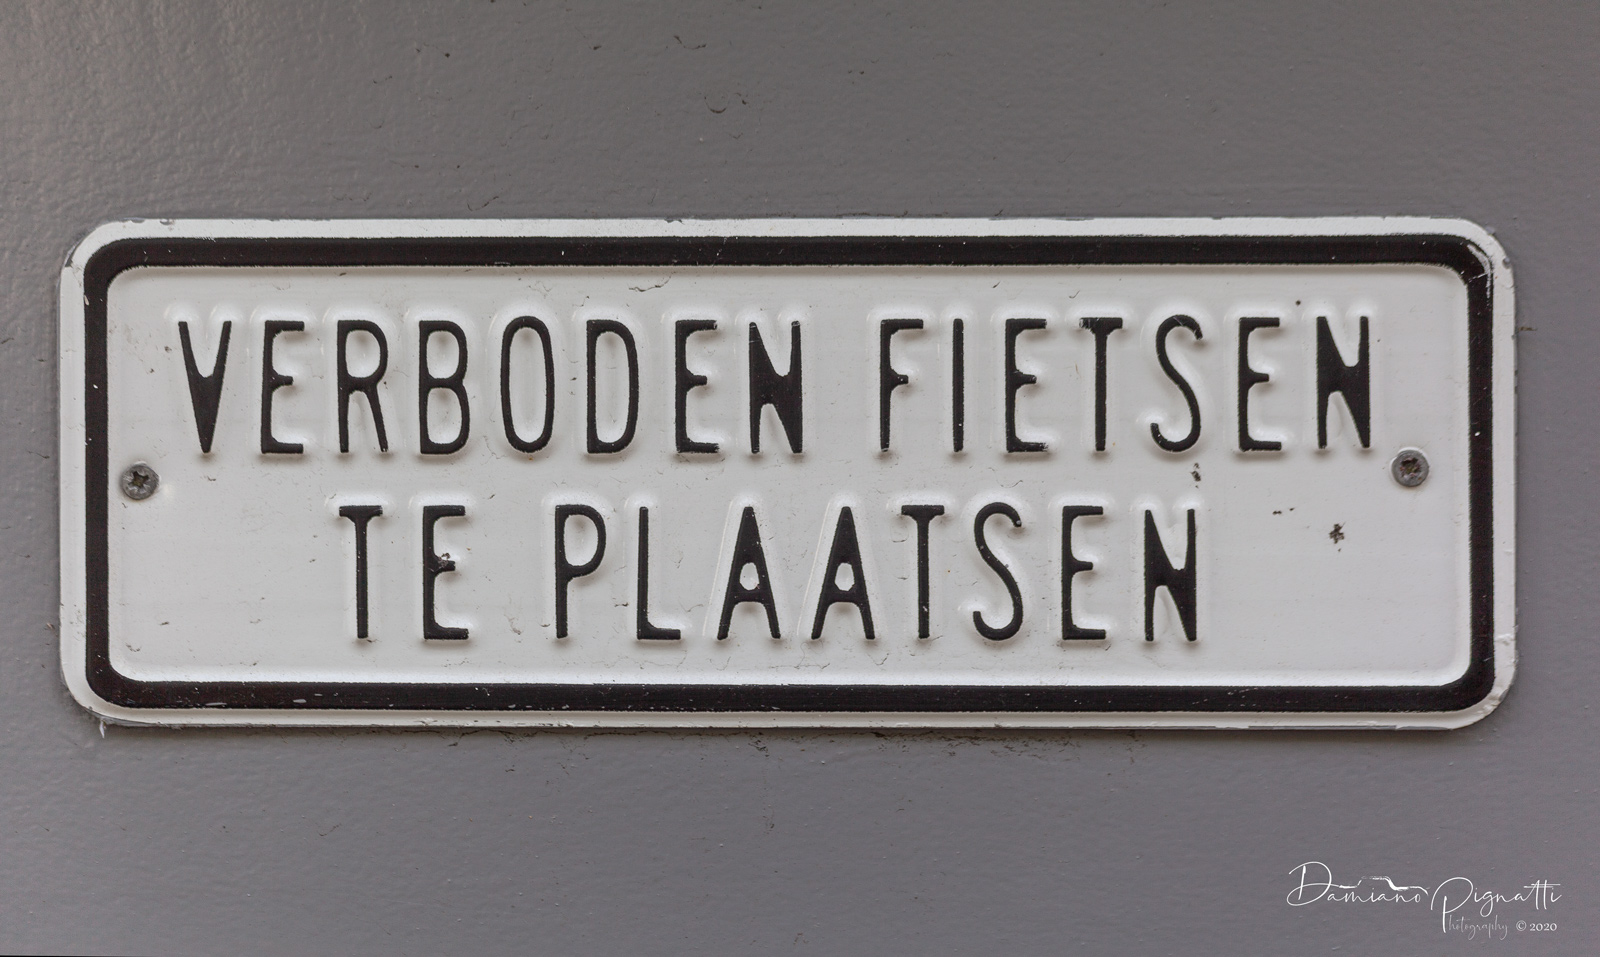 VERBODEN FIETSEN
TE PLAATSEN
Damiano Pignatti
Photography © 2020